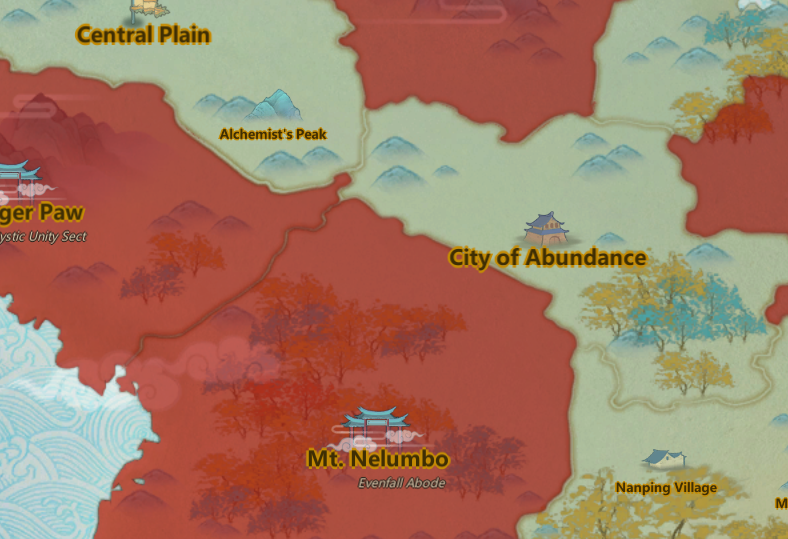 Central Plain
Alchemist's Peak
ger Paw
ystic Unity Sect
City of Abundance
Mt. Nelumbo
Evenfall Abode
Nanping Village
M